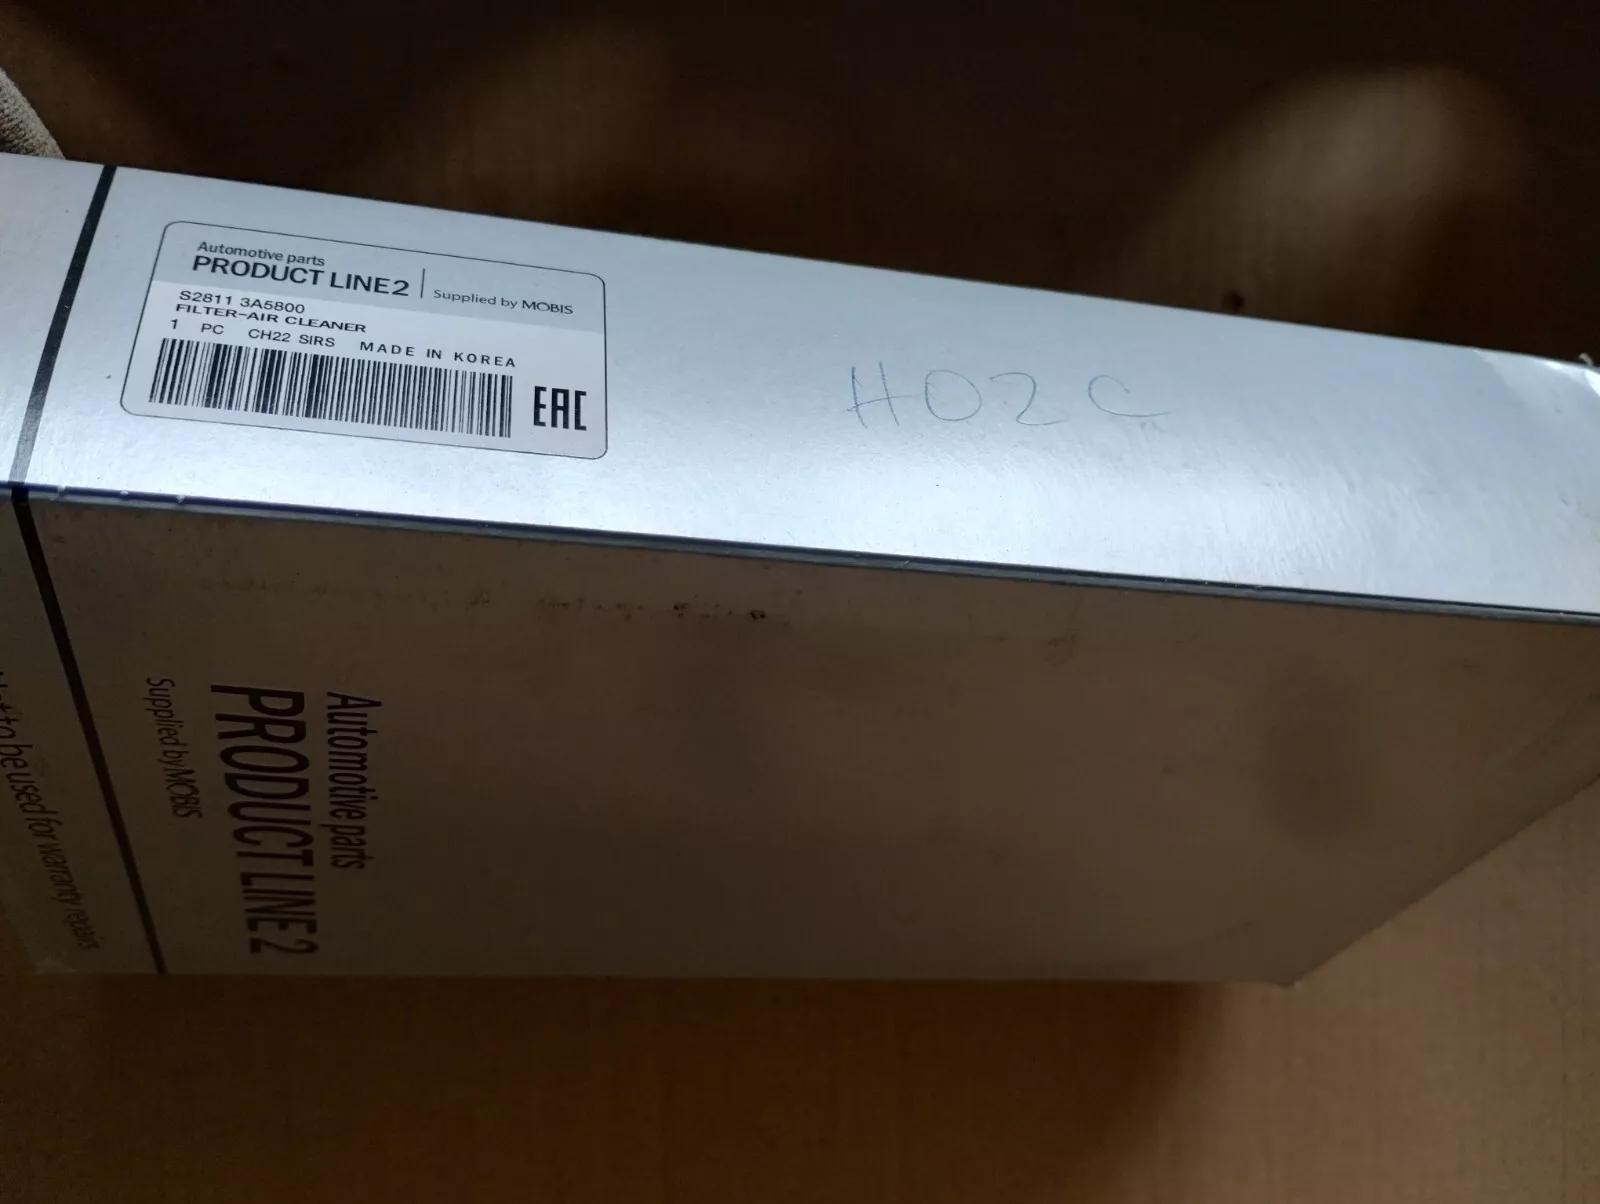 Automotive parts
PRODUCT LINE2
Supplied by MOBIS
S2811 3A5800
FILTER-AIR CLEANER
1 PC CH22 SIRS MADE IN KOREA
EAC
H02C
Automotive parts
PRODUCT LINE 2
Supplied by MOBIS
to be used for warranty repairs